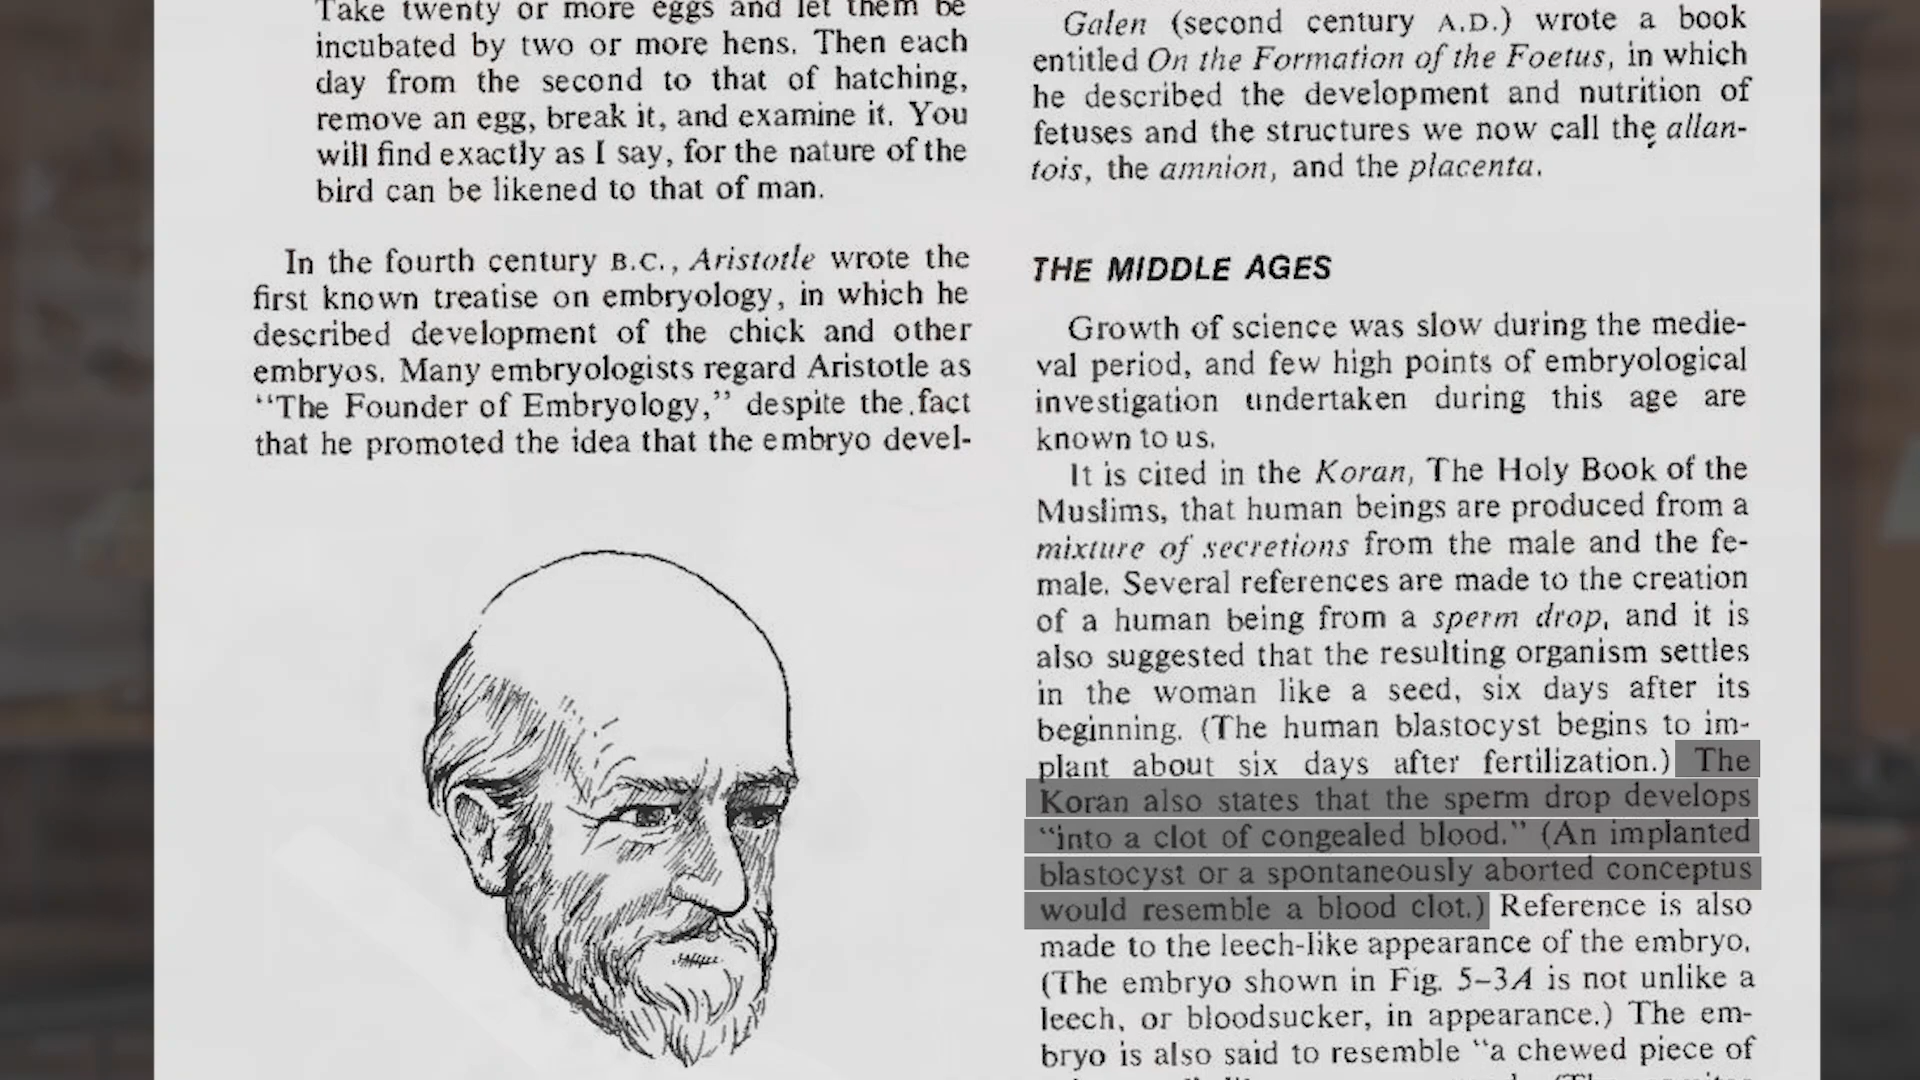 Take twenty or more eggs and let them be
incubated by two or more hens. Then each
day from the second to that of hatching,
remove an egg, break it, and examine it. You
will find exactly as I say, for the nature of the
bird can be likened to that of man.
In the fourth century B.C., Aristotle wrote the
first known treatise on embryology, in which he
described development of the chick and other
embryos. Many embryologists regard Aristotle as
“The Founder of Embryology,” despite the fact
that he promoted the idea that the embryo devel-
Galen (second century A.D.) wrote a book
entitled On the Formation of the Foetus, in which
he described the development and nutrition of
fetuses and the structures we now call the allan-
tois, the amnion, and the placenta.
THE MIDDLE AGES
Growth of science was slow during the medie-
val period, and few high points of embryological
investigation undertaken during this age are
known to us.
It is cited in the Koran, The Holy Book of the
Muslims, that human beings are produced from a
mixture of secretions from the male and the fe-
male. Several references are made to the creation
of a human being from a sperm drop, and it is
also suggested that the resulting organism settles
in the woman like a seed, six days after its
beginning. (The human blastocyst begins to im-
plant about six days after fertilization.) The
Koran also states that the sperm drop develops
“into a clot of congealed blood.” (An implanted
blastocyst or a spontaneously aborted conceptus
would resemble a blood clot.) Reference is also
made to the leech-like appearance of the embryo.
(The embryo shown in Fig. 5–3A is not unlike a
leech, or bloodsucker, in appearance.) The em-
bryo is also said to resemble “a chewed piece of